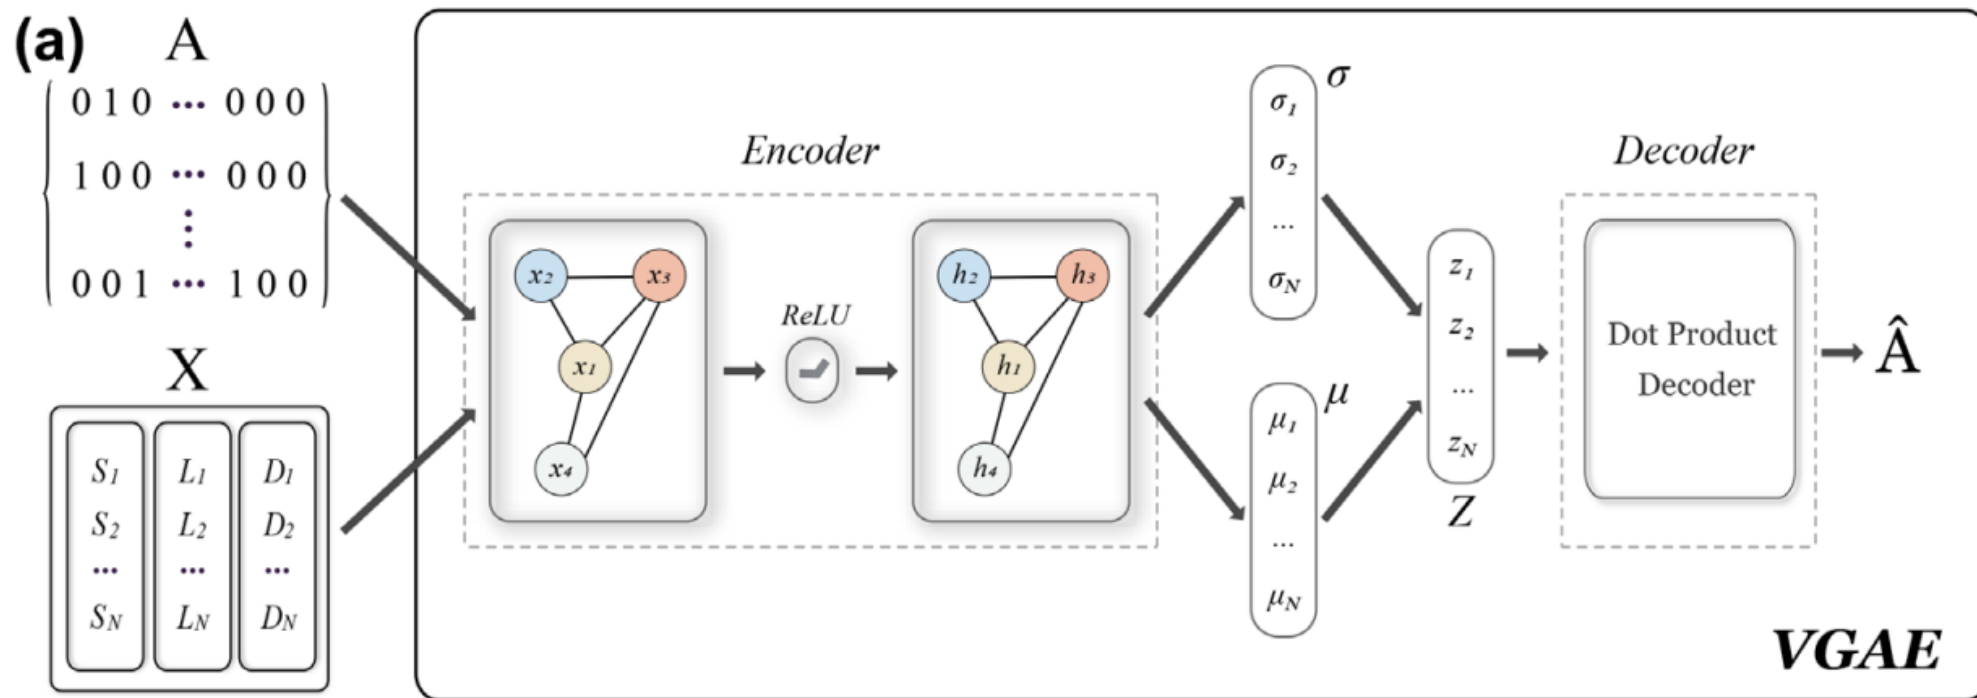 (a)
A
0 1 0 ... 0 0 0
1 0 0 ... 0 0 0
⋮
0 0 1 ... 1 0 0
X
S1 L1 D1
S2 L2 D2
... ... ...
SN LN DN
Encoder
x2 x3
x1
x4
ReLU
h2 h3
h1
h4
σ
σ1
σ2
...
σN
μ
μ1
μ2
...
μN
z1
z2
...
zN
Z
Decoder
Dot Product
Decoder
Â
VGAE